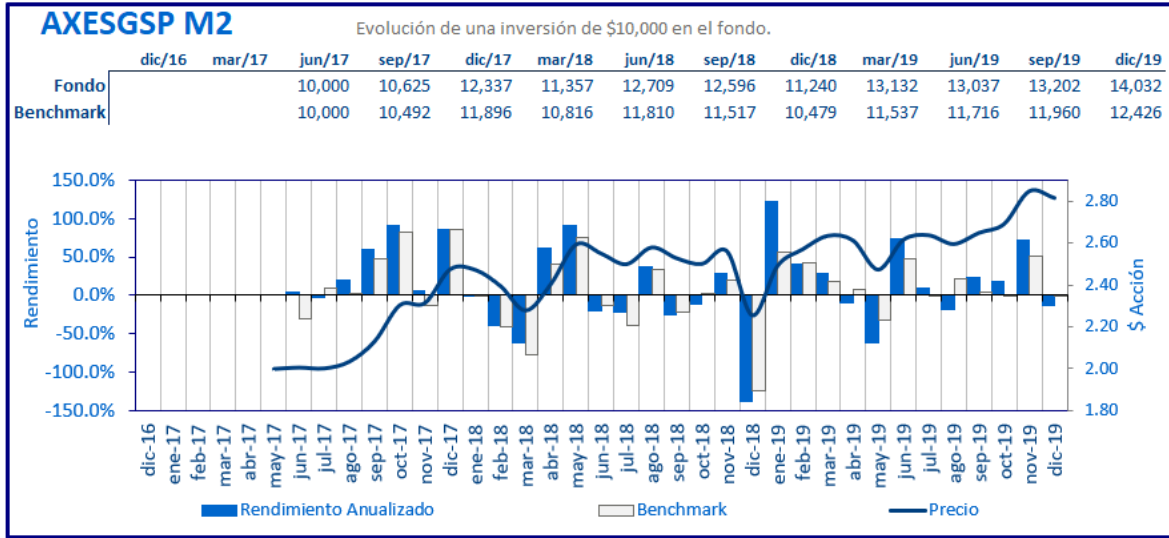 AXESGSP M2 Evolución de una inversión de $10,000 en el fondo.
dic/16 mar/17 jun/17 sep/17 dic/17 mar/18 jun/18 sep/18 dic/18 mar/19 jun/19 sep/19 dic/19
Fondo 10,000 10,625 12,337 11,357 12,709 12,596 11,240 13,132 13,037 13,202 14,032
Benchmark 10,000 10,492 11,896 10,816 11,810 11,517 10,479 11,537 11,716 11,960 12,426
150.0%
100.0%
50.0%
0.0%
-50.0%
-100.0%
-150.0%
Rendimiento
2.80
2.60
2.40
2.20
2.00
1.80
$ Acción
dic-16
ene-17
feb-17
mar-17
abr-17
may-17
jun-17
jul-17
ago-17
sep-17
oct-17
nov-17
dic-17
ene-18
feb-18
mar-18
abr-18
may-18
jun-18
jul-18
ago-18
sep-18
oct-18
nov-18
dic-18
ene-19
feb-19
mar-19
abr-19
may-19
jun-19
jul-19
ago-19
sep-19
oct-19
nov-19
dic-19
Rendimiento Anualizado Benchmark Precio